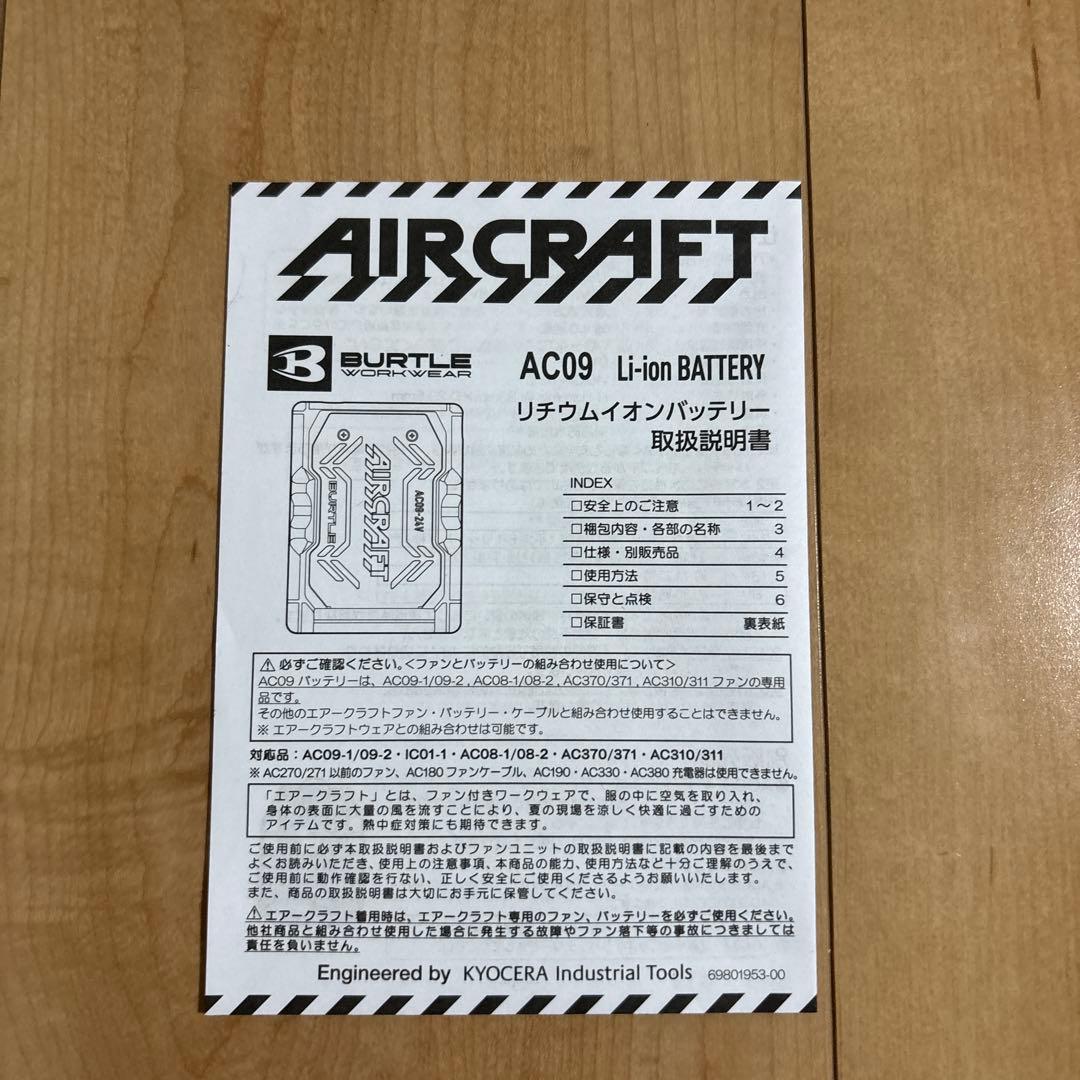 AIRCRAFT
BURTLE
WORKWEAR
AC09 Li-ion BATTERY
リチウムイオンバッテリー
取扱説明書
AIRCRAFT
BURTLE
AC09-26V
INDEX
□安全上のご注意 1～2
□梱包内容・各部の名称 3
□仕様・別販売品 4
□使用方法 5
□保守と点検 6
□保証書 裏表紙
⚠必ずご確認ください。＜ファンとバッテリーの組み合わせ使用について＞
AC09 バッテリーは、AC09-1/09-2 , AC08-1/08-2 , AC370/371 , AC310/311 ファンの専用
品です。
その他のエアークラフトファン・バッテリー・ケーブルと組み合わせ使用することはできません。
※ エアークラフトウェアとの組み合わせは可能です。
対応品：AC09-1/09-2・IC01-1・AC08-1/08-2・AC370/371・AC310/311
※ AC270/271 以前のファン、AC180 ファンケーブル、AC190・AC330・AC380 充電器は使用できません。
「エアークラフト」とは、ファン付きワークウェアで、服の中に空気を取り入れ、
身体の表面に大量の風を流すことにより、夏の現場を涼しく快適に過ごすための
アイテムです。熱中症対策にも期待できます。
ご使用前に必ず本取扱説明書およびファンユニットの取扱説明書に記載の内容を最後まで
よくお読みいただき、使用上の注意事項、本商品の能力、使用方法など十分ご理解のうえで、
ご使用前に動作確認を行ない、正しく安全にご使用くださるようお願いいたします。
また、商品の取扱説明書は大切にお手元に保管してください。
⚠エアークラフト着用時は、エアークラフト専用のファン、バッテリーを必ずご使用ください。
他社商品と組み合わせ使用した場合に発生する故障やファン落下等の事故につきましては
責任を負いません。
Engineered by KYOCERA Industrial Tools 69801953-00